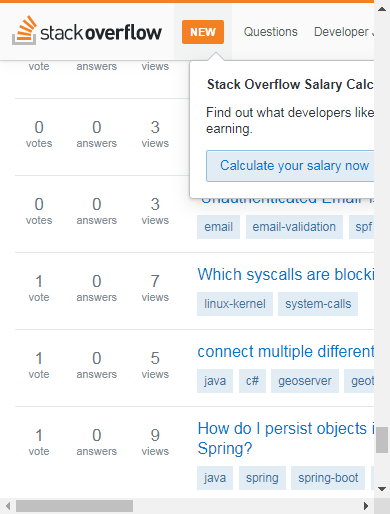 stack overflow NEW Questions Developer J
vote answers views
Stack Overflow Salary Calc
Find out what developers like
earning.
Calculate your salary now
0 0 3
votes answers views
0 0 3
votes answers views
Unauthenticated Email
email email-validation spf
1 0 7
vote answers views
Which syscalls are blocki
linux-kernel system-calls
1 0 5
vote answers views
connect multiple different
java c# geoserver geot
1 0 9
vote answers views
How do I persist objects i
Spring?
java spring spring-boot